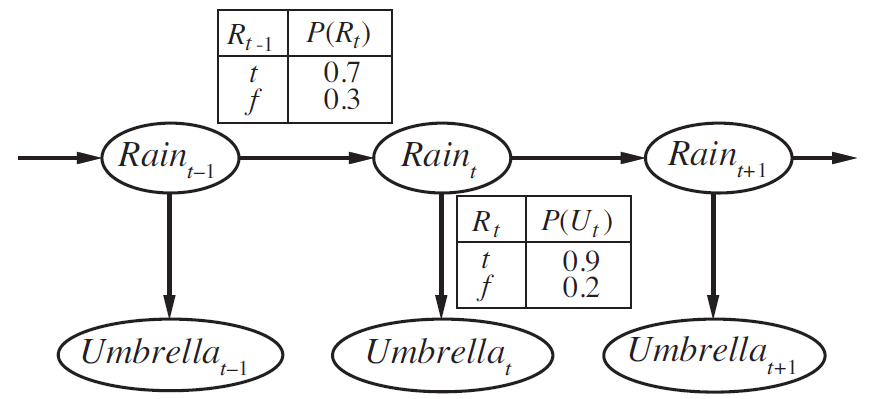 R_{t-1} P(R_t)
t 0.7
f 0.3
Rain_{t–1} Rain_t Rain_{t+1}
R_t P(U_t)
t 0.9
f 0.2
Umbrella_{t–1} Umbrella_t Umbrella_{t+1}